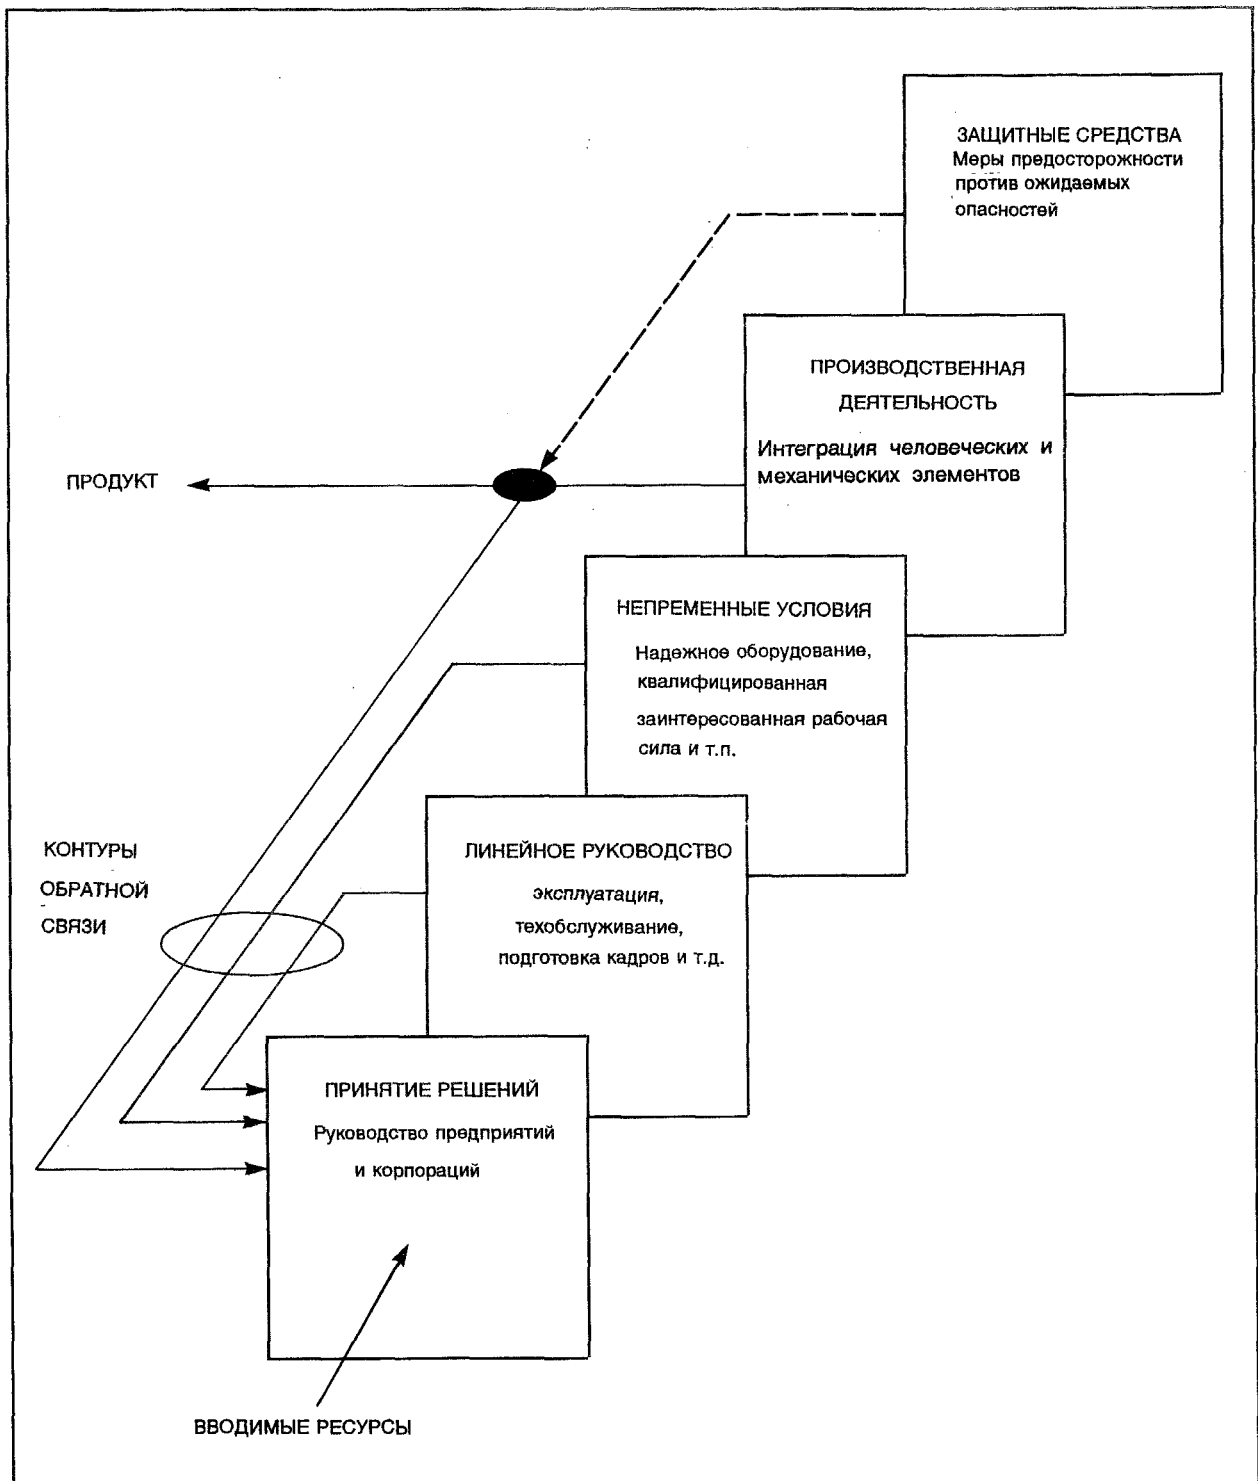 ЗАЩИТНЫЕ СРЕДСТВА
Меры предосторожности
против ожидаемых
опасностей
ПРОИЗВОДСТВЕННАЯ
ДЕЯТЕЛЬНОСТЬ
Интеграция человеческих и
механических элементов
ПРОДУКТ
НЕПРЕМЕННЫЕ УСЛОВИЯ
Надежное оборудование,
квалифицированная
заинтересованная рабочая
сила и т.п.
КОНТУРЫ
ОБРАТНОЙ
СВЯЗИ
ЛИНЕЙНОЕ РУКОВОДСТВО
эксплуатация,
техобслуживание,
подготовка кадров и т.д.
ПРИНЯТИЕ РЕШЕНИЙ
Руководство предприятий
и корпораций
ВВОДИМЫЕ РЕСУРСЫ